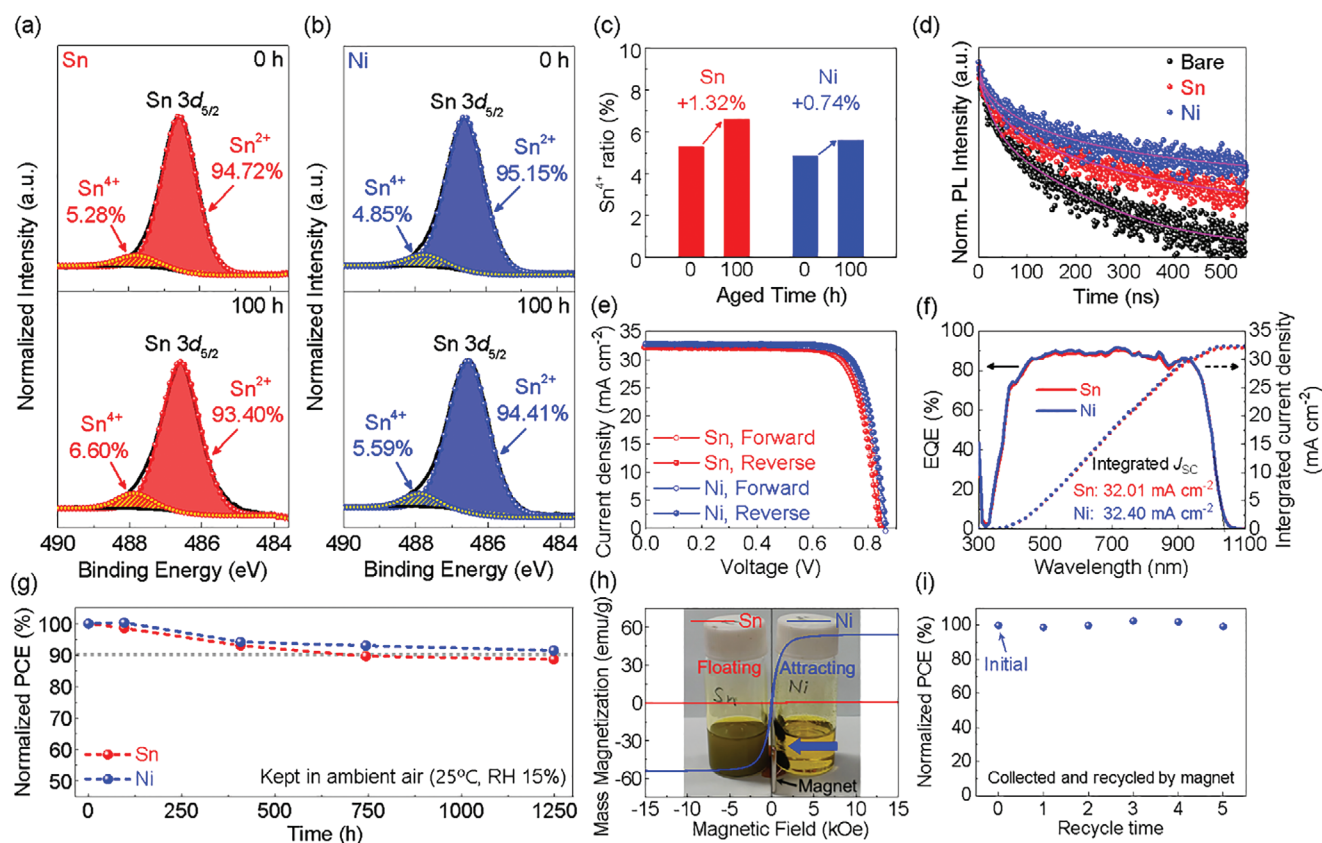 (a)
Sn
0 h
Sn 3d5/2
Sn2+
94.72%
Sn4+
5.28%
100 h
Sn 3d5/2
Sn2+
93.40%
Sn4+
6.60%
Normalized Intensity (a.u.)
490 488 486 484
Binding Energy (eV)
(b)
Ni
0 h
Sn 3d5/2
Sn2+
95.15%
Sn4+
4.85%
100 h
Sn 3d5/2
Sn2+
94.41%
Sn4+
5.59%
Normalized Intensity (a.u.)
490 488 486 484
Binding Energy (eV)
(c)
10
8
6
4
2
0
Sn4+ ratio (%)
Sn
+1.32%
Ni
+0.74%
0 100 0 100
Aged Time (h)
(d)
Norm. PL Intensity (a.u.)
Bare
Sn
Ni
0 100 200 300 400 500
Time (ns)
(e)
Current density (mA cm-2)
35
30
25
20
15
10
5
0
Sn, Forward
Sn, Reverse
Ni, Forward
Ni, Reverse
0.0 0.2 0.4 0.6 0.8
Voltage (V)
(f)
EQE (%)
100
80
60
40
20
0
Sn
Ni
Integrated JSC
Sn: 32.01 mA cm-2
Ni: 32.40 mA cm-2
35
30
25
20
15
10
5
0
Intergrated current density
(mA cm-2)
300 500 700 900 1100
Wavelength (nm)
(g)
Normalized PCE (%)
100
90
80
70
60
50
Sn
Ni
Kept in ambient air (25ºC, RH 15%)
0 250 500 750 1000 1250
Time (h)
(h)
Mass Magnetization (emu/g)
60
30
0
-30
-60
Sn
Ni
Floating
Attracting
Sn
Ni
Magnet
-15 -10 -5 0 5 10 15
Magnetic Field (kOe)
(i)
Normalized PCE (%)
120
100
80
60
40
20
0
Initial
Collected and recycled by magnet
0 1 2 3 4 5
Recycle time